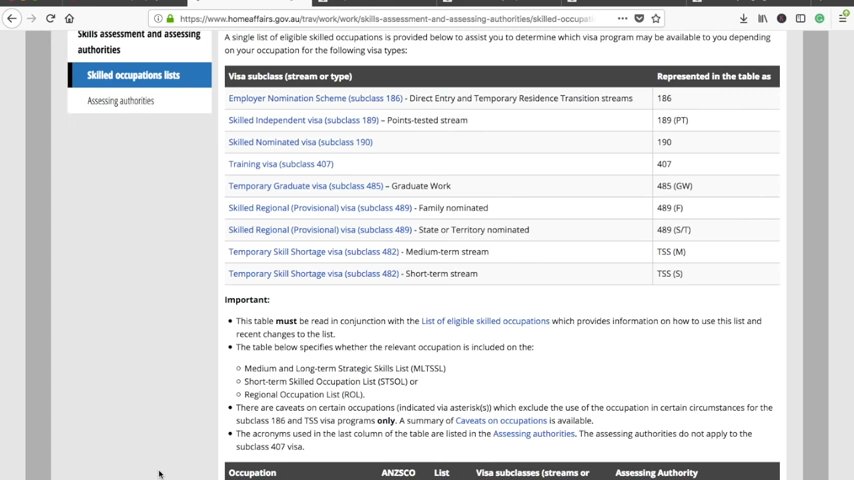 https://www.homeaffairs.gov.au/trav/work/work/skills-assessment-and-assessing-authorities/skilled-occupat
Skills assessment and assessing
authorities
Skilled occupations lists
Assessing authorities
A single list of eligible skilled occupations is provided below to assist you to determine which visa program may be available to you depending
on your occupation for the following visa types:
Visa subclass (stream or type) Represented in the table as
Employer Nomination Scheme (subclass 186) - Direct Entry and Temporary Residence Transition streams 186
Skilled Independent visa (subclass 189) – Points-tested stream 189 (PT)
Skilled Nominated visa (subclass 190) 190
Training visa (subclass 407) 407
Temporary Graduate visa (subclass 485) – Graduate Work 485 (GW)
Skilled Regional (Provisional) visa (subclass 489) - Family nominated 489 (F)
Skilled Regional (Provisional) visa (subclass 489) - State or Territory nominated 489 (S/T)
Temporary Skill Shortage visa (subclass 482) - Medium-term stream TSS (M)
Temporary Skill Shortage visa (subclass 482) - Short-term stream TSS (S)
Important:
• This table must be read in conjunction with the List of eligible skilled occupations which provides information on how to use this list and
recent changes to the list.
• The table below specifies whether the relevant occupation is included on the:
○ Medium and Long-term Strategic Skills List (MLTSSL)
○ Short-term Skilled Occupation List (STSOL) or
○ Regional Occupation List (ROL).
• There are caveats on certain occupations (indicated via asterisk(s)) which exclude the use of the occupation in certain circumstances for the
subclass 186 and TSS visa programs only. A summary of Caveats on occupations is available.
• The acronyms used in the last column of the table are listed in the Assessing authorities. The assessing authorities do not apply to the
subclass 407 visa.
Occupation ANZSCO List Visa subclasses (streams or Assessing Authority